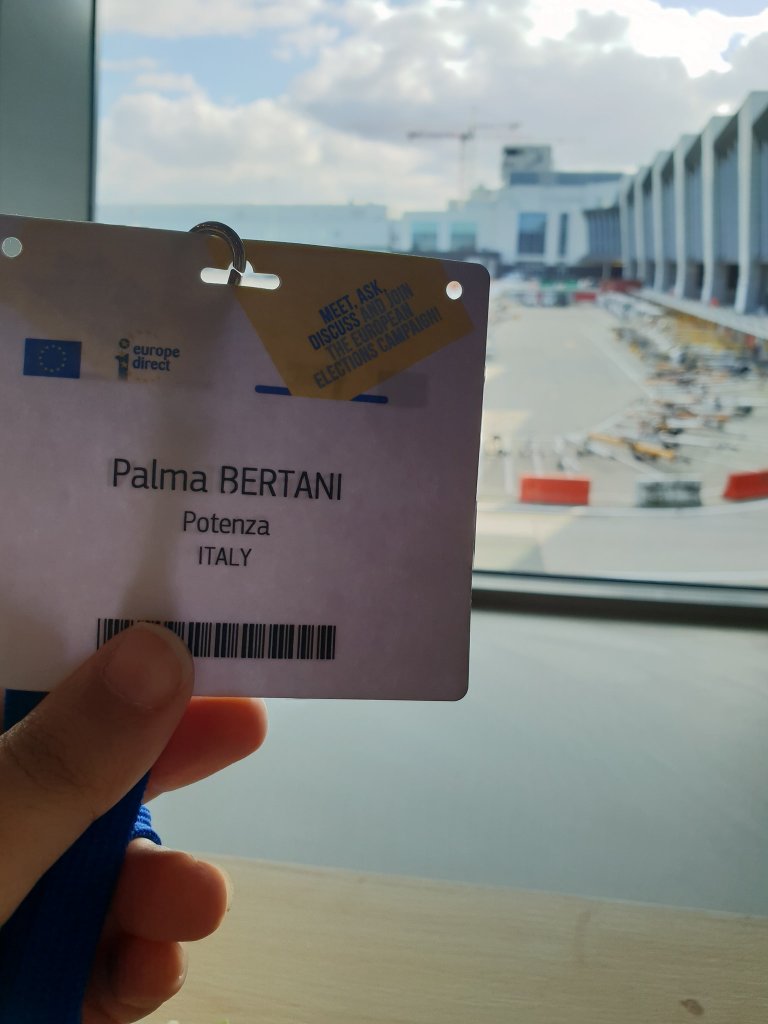 MEET, ASK,
DISCUSS AND JOIN
THE EUROPEAN
ELECTIONS CAMPAIGN!
europe
direct
Palma BERTANI
Potenza
ITALY